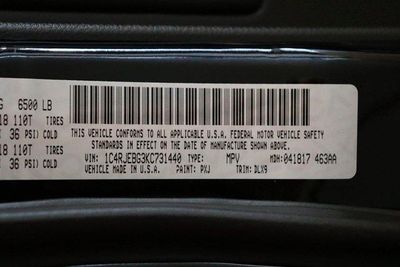 G 6500 LB
18 110T TIRES
I 36 PSI) COLD
18 110T TIRES
I 36 PSI) COLD
THIS VEHICLE CONFORMS TO ALL APPLICABLE U.S.A. FEDERAL MOTOR VEHICLE SAFETY
STANDARDS IN EFFECT ON THE DATE OF MANUFACTURE SHOWN ABOVE.
VIN: 1C4RJEBG3KC731440 TYPE: MPV MDH: 041817 463AA
MADE IN U.S.A. PAINT: PXJ TRIM: DLX9